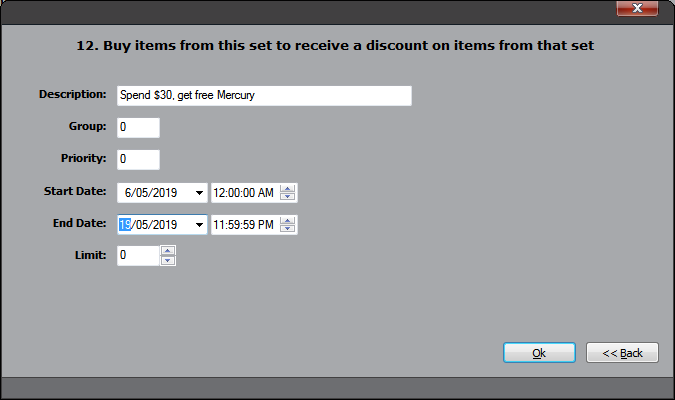 12. Buy items from this set to receive a discount on items from that set
Description: Spend $30, get free Mercury
Group: 0
Priority: 0
Start Date: 6/05/2019 12:00:00 AM
End Date: 19/05/2019 11:59:59 PM
Limit: 0
Ok << Back